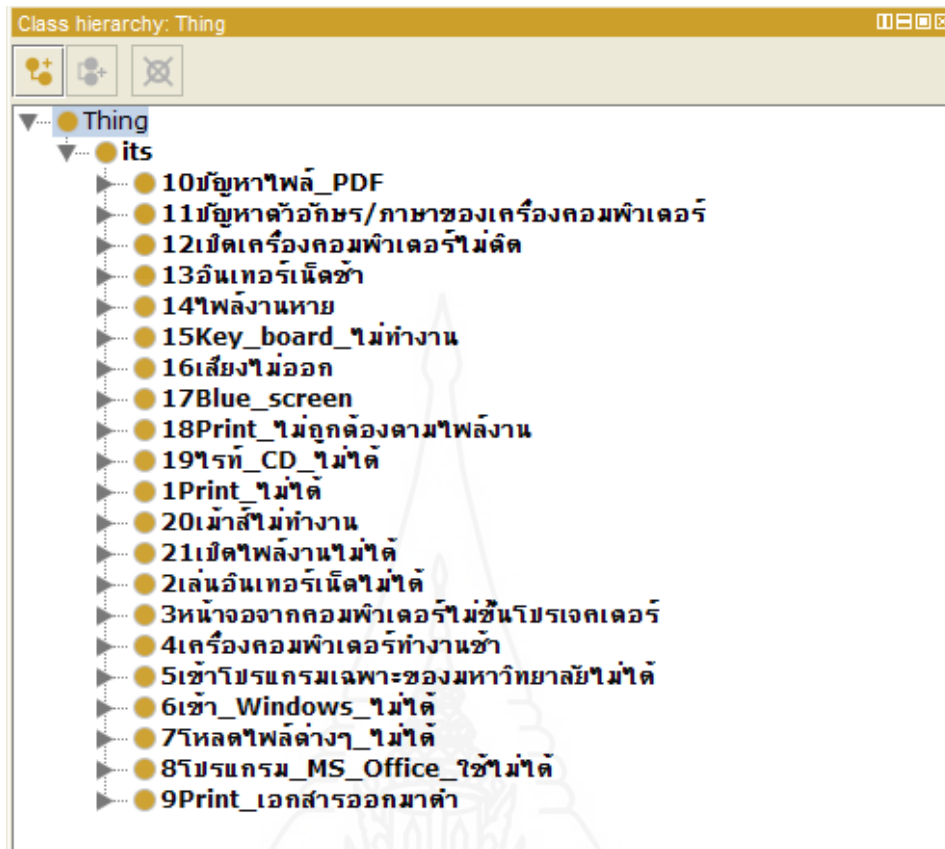 Class hierarchy: Thing
Thing
its
10ปัญหาไฟล์_PDF
11ปัญหาตัวอักษร/ภาษาของเครื่องคอมพิวเตอร์
12เปิดเครื่องคอมพิวเตอร์ไม่ติด
13อินเทอร์เน็ตช้า
14ไฟล์งานหาย
15Key_board_ไม่ทำงาน
16เสียงไม่ออก
17Blue_screen
18Print_ไม่ถูกต้องตามไฟล์งาน
19ไรท์_CD_ไม่ได้
1Print_ไม่ได้
20เม้าส์ไม่ทำงาน
21เปิดไฟล์งานไม่ได้
2เล่นอินเทอร์เน็ตไม่ได้
3หน้าจอจากคอมพิวเตอร์ไม่ขึ้นโปรเจคเตอร์
4เครื่องคอมพิวเตอร์ทำงานช้า
5เข้าโปรแกรมเฉพาะของมหาวิทยาลัยไม่ได้
6เข้า_Windows_ไม่ได้
7โหลดไฟล์ต่างๆ_ไม่ได้
8โปรแกรม_MS_Office_ใช้ไม่ได้
9Print_เอกสารออกมาดำ